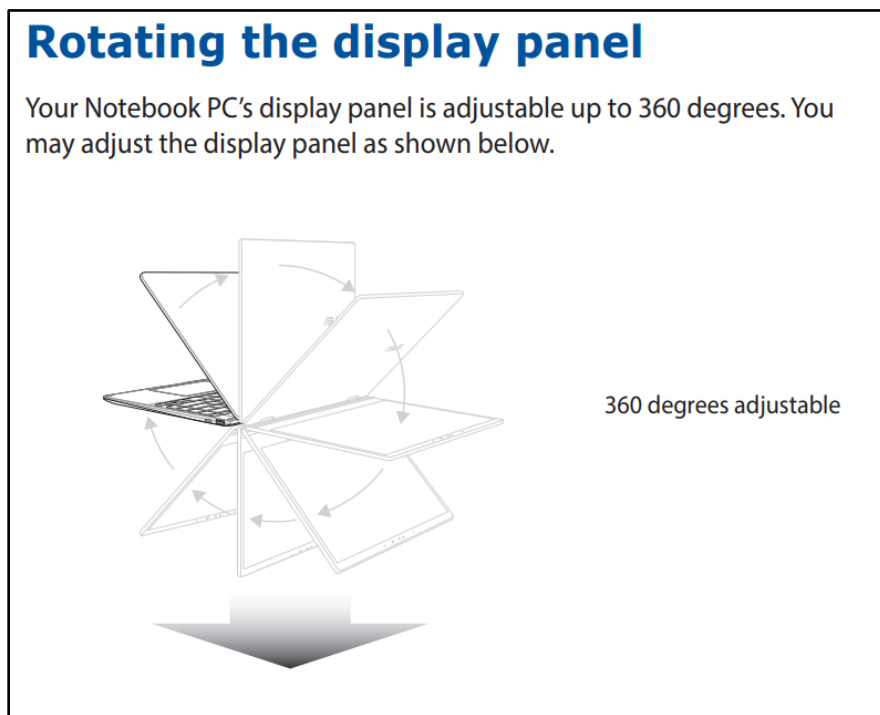 Rotating the display panel
Your Notebook PC’s display panel is adjustable up to 360 degrees. You
may adjust the display panel as shown below.
360 degrees adjustable